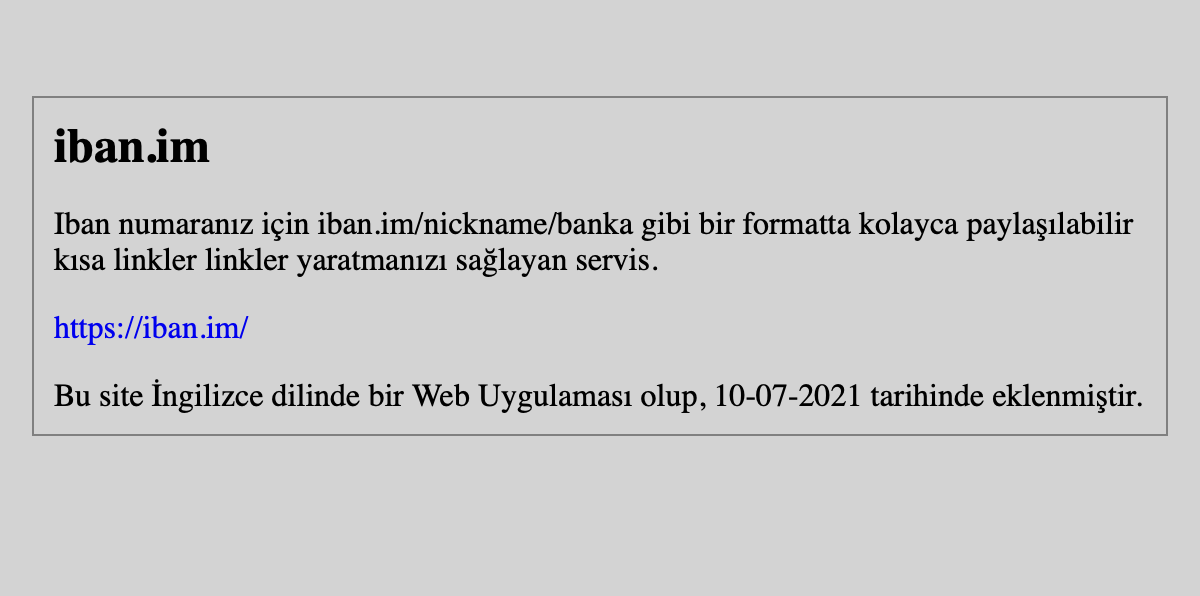 iban.im
Iban numaranız için iban.im/nickname/banka gibi bir formatta kolayca paylaşılabilir
kısa linkler linkler yaratmanızı sağlayan servis.
https://iban.im/
Bu site İngilizce dilinde bir Web Uygulaması olup, 10-07-2021 tarihinde eklenmiştir.